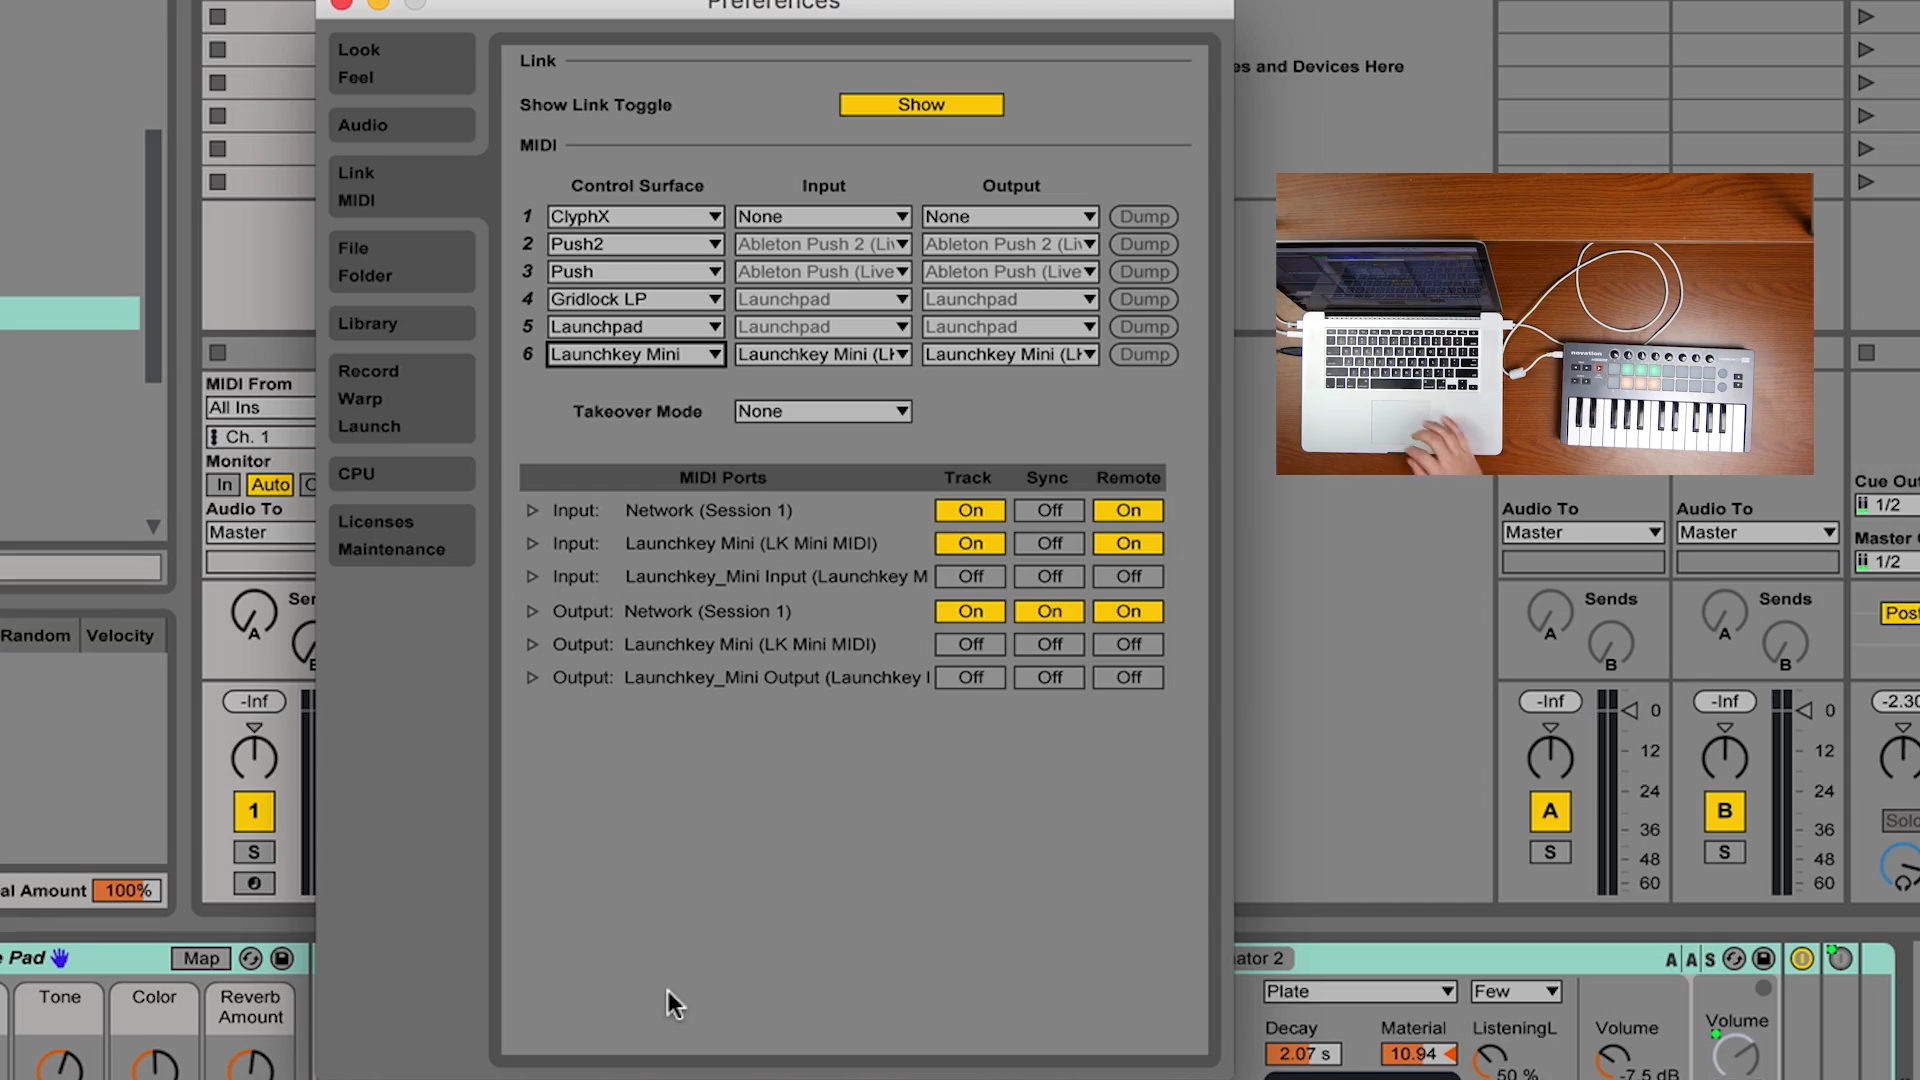 Preferences
Look
Feel
Audio
Link
MIDI
File
Folder
Library
Record
Warp
Launch
CPU
Licenses
Maintenance
Link
Show Link Toggle Show
MIDI
Control Surface Input Output
1 ClyphX None None Dump
2 Push2 Ableton Push 2 (Liv Ableton Push 2 (Liv Dump
3 Push Ableton Push (Live Ableton Push (Live Dump
4 Gridlock LP Launchpad Launchpad Dump
5 Launchpad Launchpad Launchpad Dump
6 Launchkey Mini Launchkey Mini (LK Launchkey Mini (LK Dump
Takeover Mode None
MIDI Ports Track Sync Remote
Input: Network (Session 1) On Off On
Input: Launchkey Mini (LK Mini MIDI) On Off On
Input: Launchkey_Mini Input (Launchkey M Off Off Off
Output: Network (Session 1) On On On
Output: Launchkey Mini (LK Mini MIDI) Off Off Off
Output: Launchkey_Mini Output (Launchkey Off Off Off
MIDI From
All Ins
Ch. 1
Monitor
In Auto
Audio To
Master
A
-Inf
1
S
Random Velocity
al Amount 100%
e Pad Map
Tone Color Reverb
Amount
es and Devices Here
novation
Audio To Audio To
Master Master
Sends Sends
A B A B
-Inf -Inf
0 0
12 12
24 24
36 36
48 48
60 60
A B
S S
Cue Out
1/2
Master
1/2
Post
-2.30
Solo
ator 2 A A S
Plate Few
Decay Material ListeningL Volume Volume
2.07 s 10.94 50 % -7.5 dB